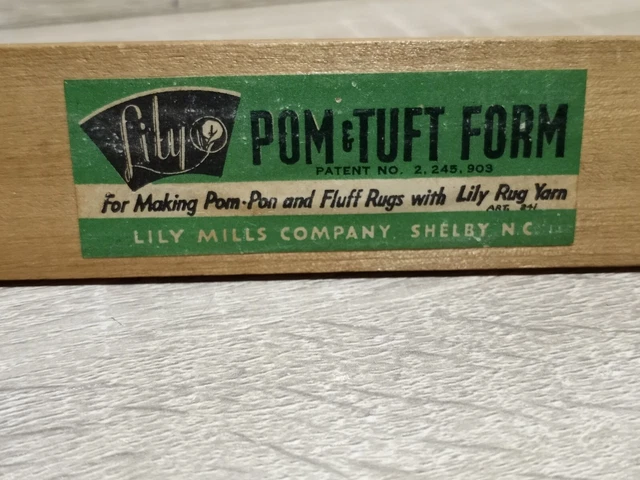 Lily
POM & TUFT FORM
PATENT NO. 2,245,903
For Making Pom-Pon and Fluff Rugs with Lily Rug Yarn
LILY MILLS COMPANY, SHELBY N.C.